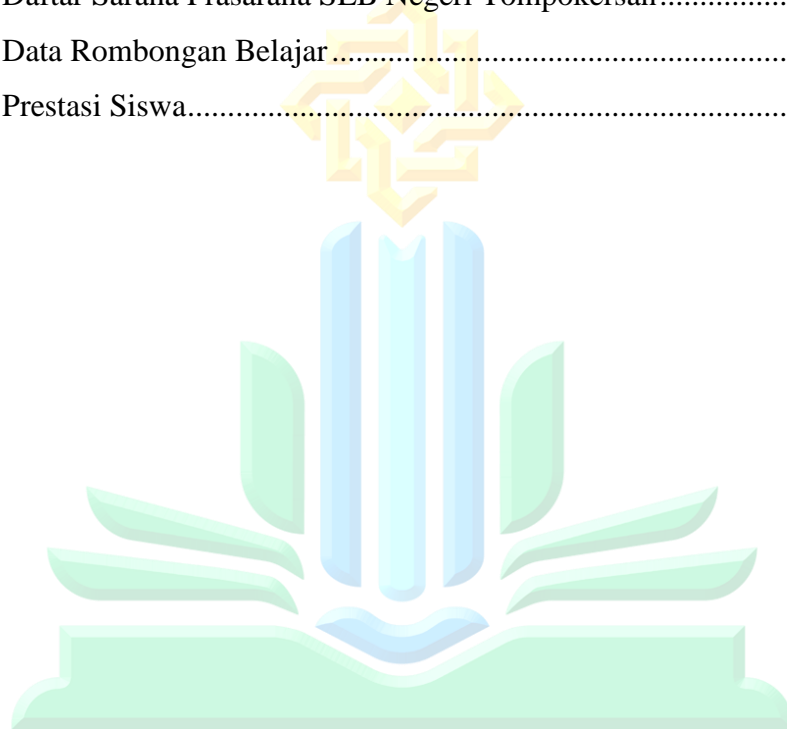 Daftar Sarana Prasarana SLB Negeri Tompokersan....................
Data Rombongan Belajar........................................................
Prestasi Siswa..........................................................................